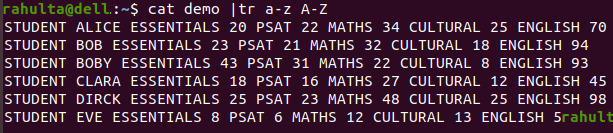 rahulta@dell:~$ cat demo |tr a-z A-Z
STUDENT ALICE ESSENTIALS 20 PSAT 22 MATHS 34 CULTURAL 25 ENGLISH 70
STUDENT BOB ESSENTIALS 23 PSAT 21 MATHS 32 CULTURAL 18 ENGLISH 94
STUDENT BOBY ESSENTIALS 43 PSAT 31 MATHS 22 CULTURAL 8 ENGLISH 93
STUDENT CLARA ESSENTIALS 18 PSAT 16 MATHS 27 CULTURAL 12 ENGLISH 45
STUDENT DIRCK ESSENTIALS 25 PSAT 23 MATHS 48 CULTURAL 25 ENGLISH 98
STUDENT EVE ESSENTIALS 8 PSAT 6 MATHS 12 CULTURAL 13 ENGLISH 5rahulta